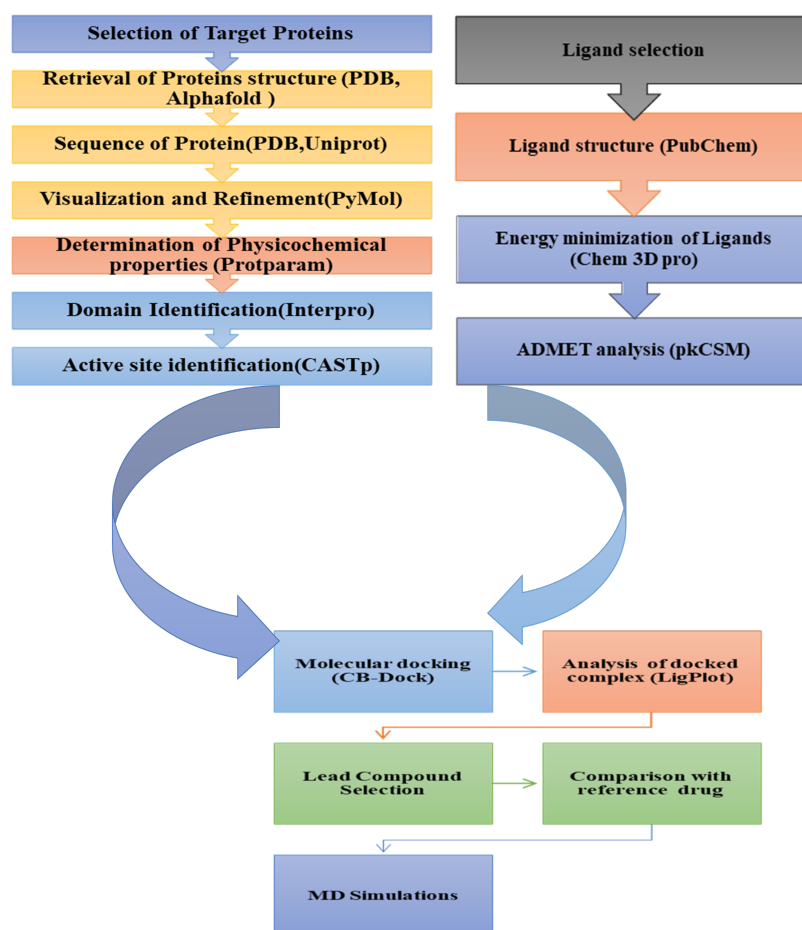 Selection of Target Proteins
Retrieval of Proteins structure (PDB,
Alphafold )
Sequence of Protein(PDB,Uniprot)
Visualization and Refinement(PyMol)
Determination of Physicochemical
properties (Protparam)
Domain Identification(Interpro)
Active site identification(CASTp)
Ligand selection
Ligand structure (PubChem)
Energy minimization of Ligands
(Chem 3D pro)
ADMET analysis (pkCSM)
Molecular docking
(CB-Dock)
Analysis of docked
complex (LigPlot)
Lead Compound
Selection
Comparison with
reference drug
MD Simulations